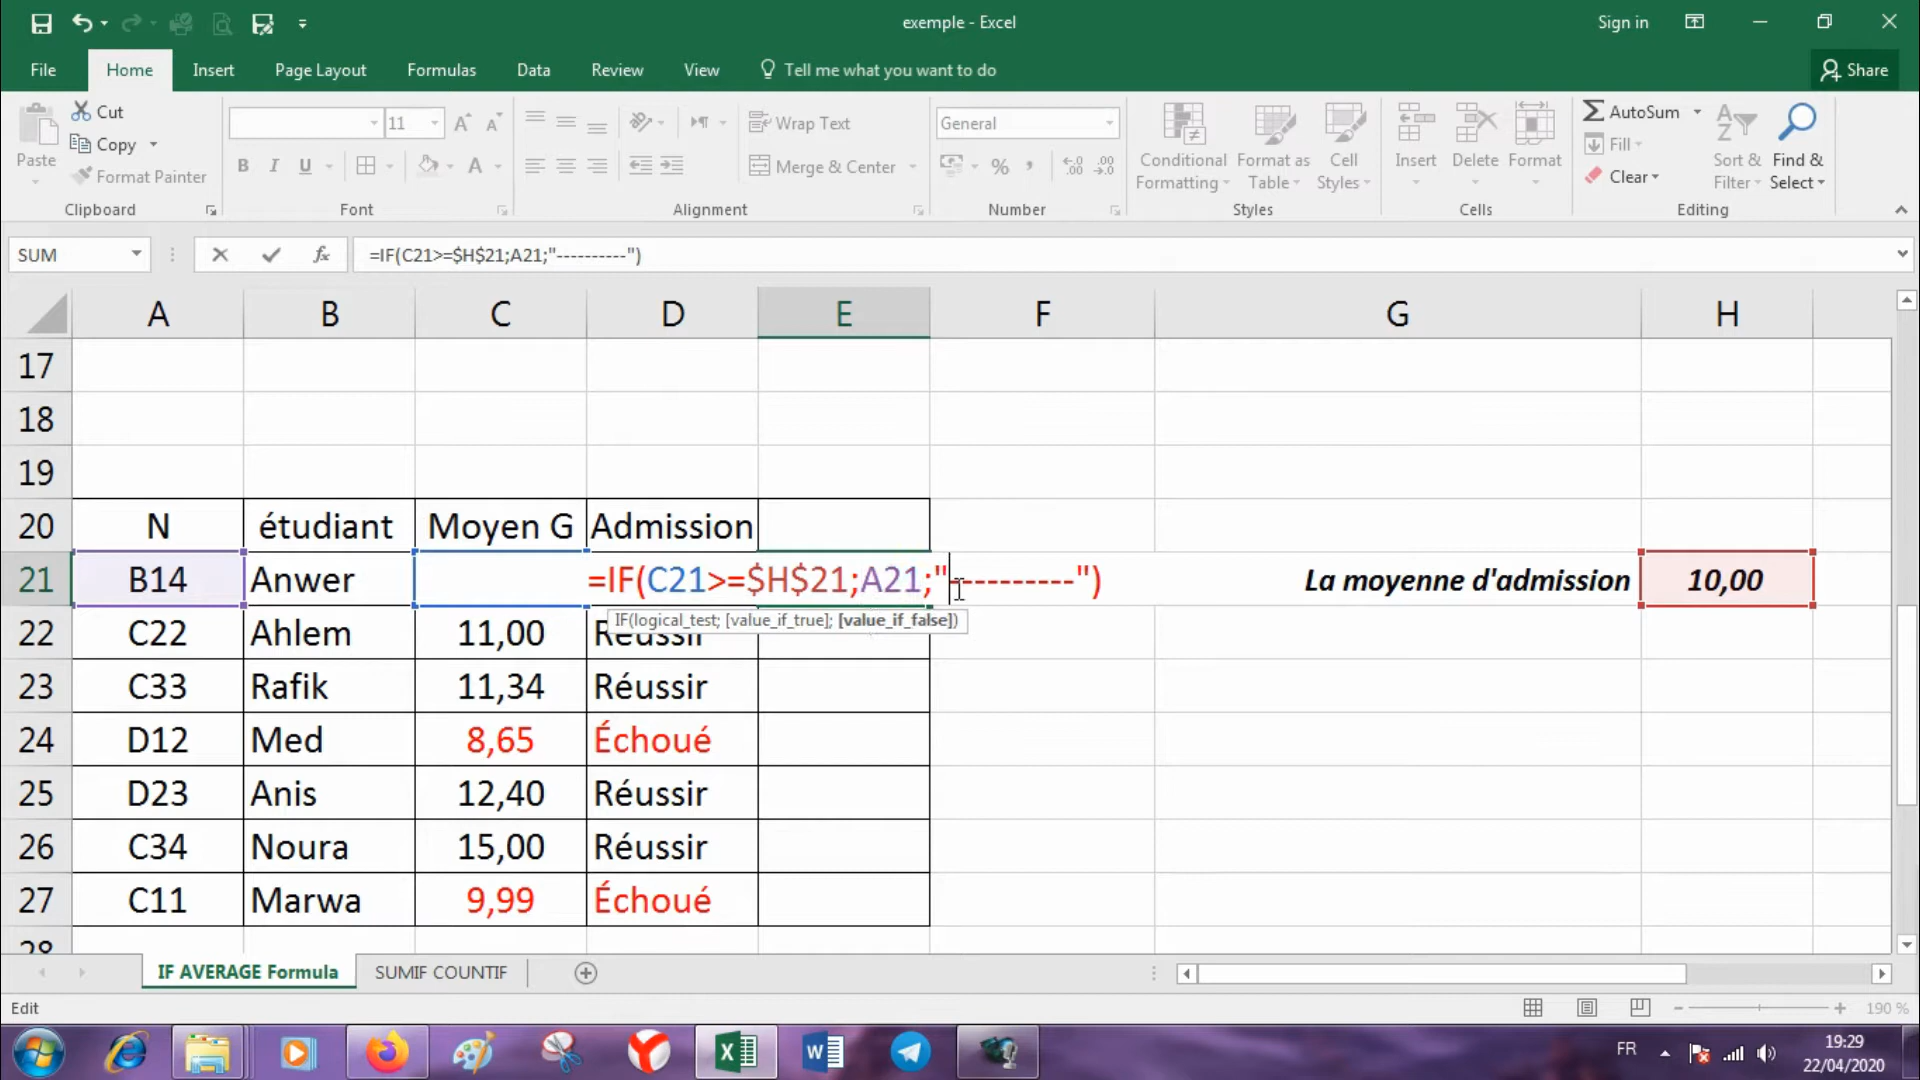 exemple - Excel
Sign in
File Home Insert Page Layout Formulas Data Review View Tell me what you want to do Share
Paste Cut Copy Format Painter Clipboard
11 B I U A Font
Wrap Text Merge & Center Alignment
General % , Number
Conditional Formatting Format as Table Cell Styles Styles
Insert Delete Format Cells
AutoSum Fill Clear Sort & Filter Find & Select Editing
SUM fx =IF(C21>=$H$21;A21;"----------")
A B C D E F G H
17
18
19
20 N étudiant Moyen G Admission
21 B14 Anwer =IF(C21>=$H$21;A21;"----------") La moyenne d'admission 10,00
IF(logical_test; [value_if_true]; [value_if_false])
22 C22 Ahlem 11,00 Réussir
23 C33 Rafik 11,34 Réussir
24 D12 Med 8,65 Échoué
25 D23 Anis 12,40 Réussir
26 C34 Noura 15,00 Réussir
27 C11 Marwa 9,99 Échoué
28
IF AVERAGE Formula SUMIF COUNTIF
Edit 190 %
FR 19:29
22/04/2020